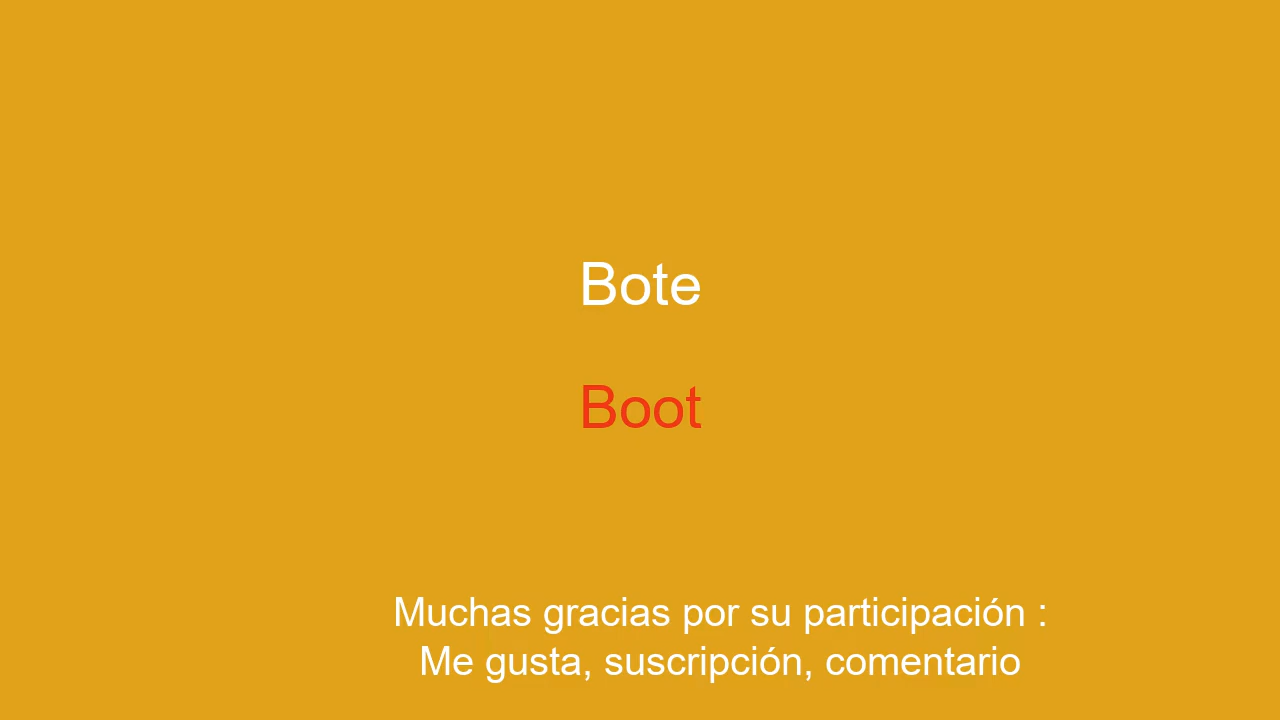 Bote
Boot
Muchas gracias por su participación :
Me gusta, suscripción, comentario